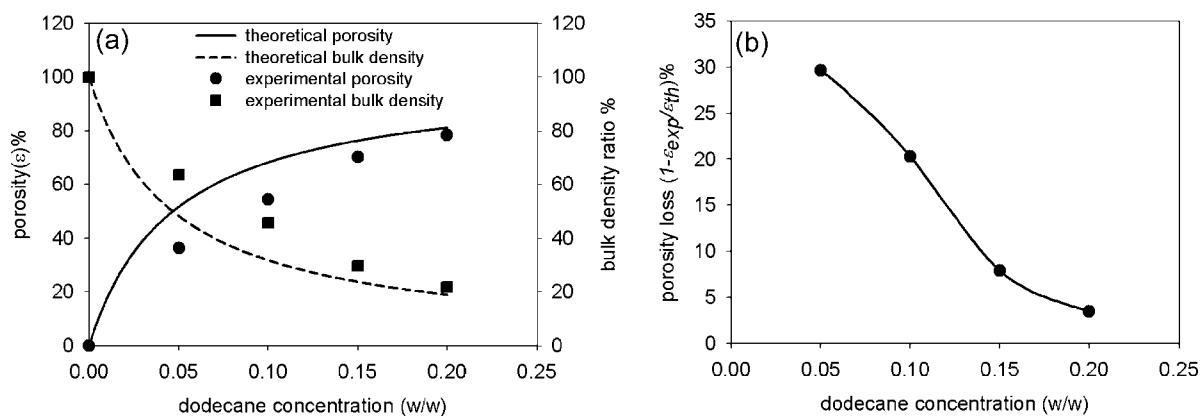 (a)
theoretical porosity
theoretical bulk density
experimental porosity
experimental bulk density
porosity(ε)%
120
100
80
60
40
20
0
120
100
80
60
40
20
0
bulk density ratio %
0.00 0.05 0.10 0.15 0.20 0.25
dodecane concentration (w/w)
(b)
porosity loss (1-εexp/εth)%
35
30
25
20
15
10
5
0
0.00 0.05 0.10 0.15 0.20 0.25
dodecane concentration (w/w)